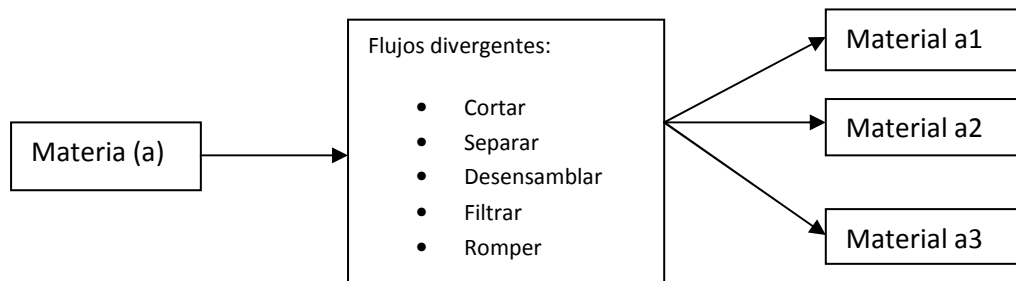 Materia (a)
Flujos divergentes:
• Cortar
• Separar
• Desensamblar
• Filtrar
• Romper
Material a1
Material a2
Material a3